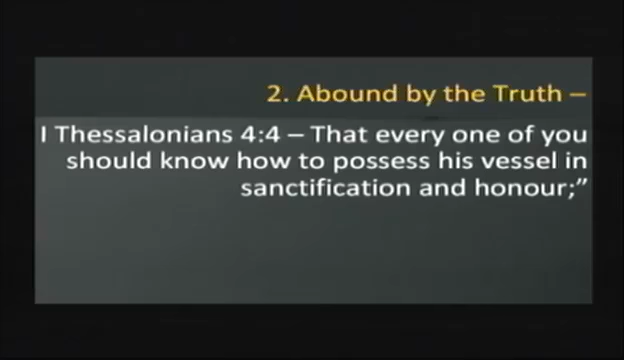 2. Abound by the Truth –
I Thessalonians 4:4 – That every one of you
should know how to possess his vessel in
sanctification and honour;”